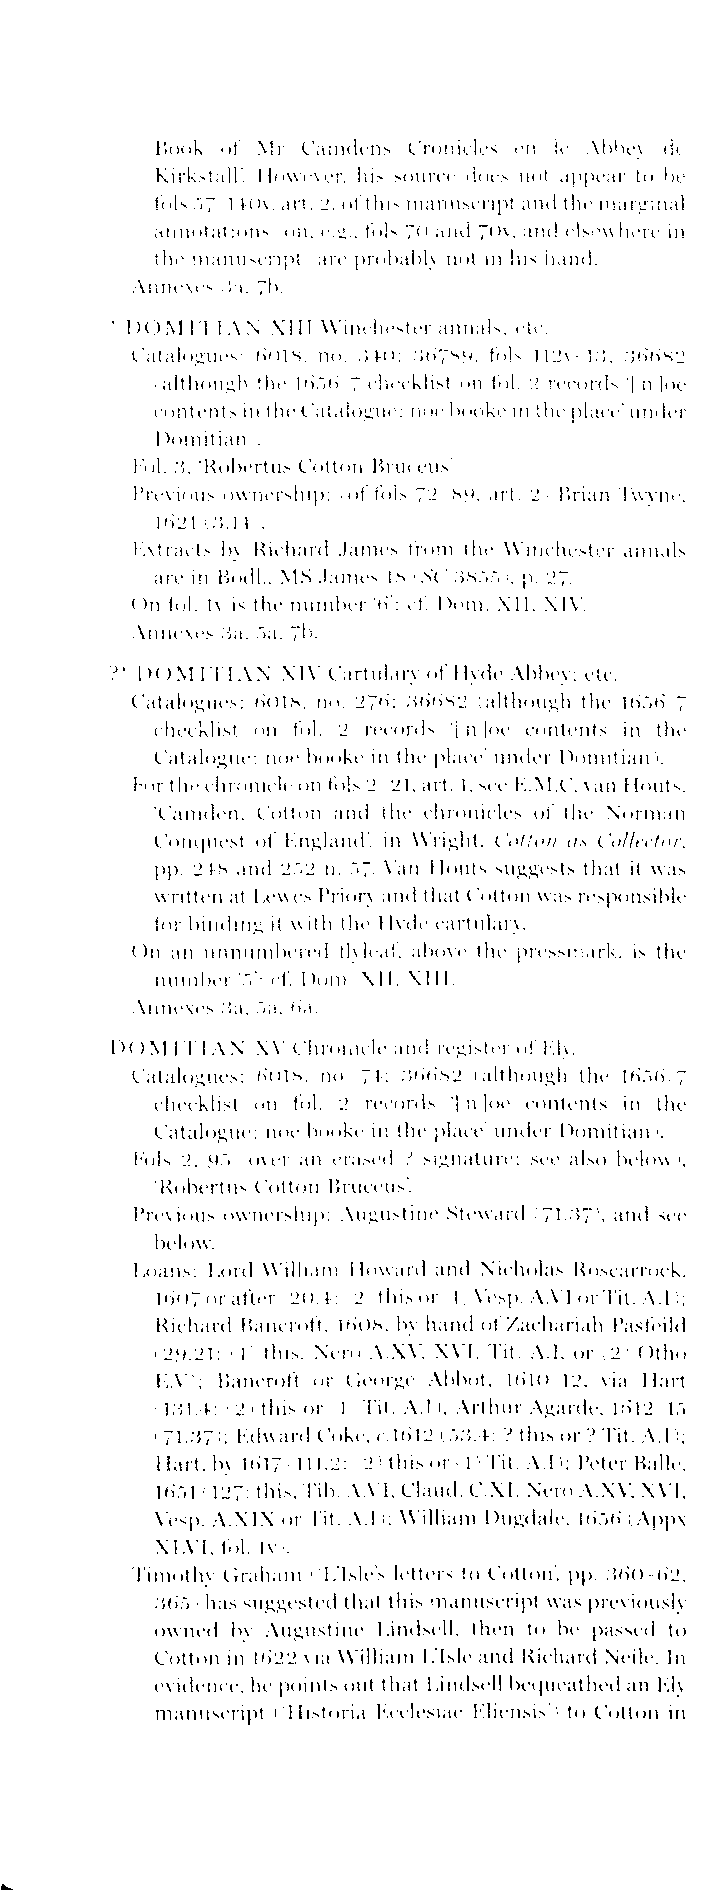 Book of Mr Camdens Cronicles en le Abbey de
Kirkstall'. However, his source does not appear to be
fols 57–140v, art. 2, of this manuscript and the marginal
annotations (on, e.g., fols 70 and 70v, and elsewhere in
the manuscript) are probably not in his hand.
Annexes 3a, 7b.
* DOMITIAN XIII Winchester annals, etc.
Catalogues: 6018, no. 340; 36789, fols 112v–13; 36682
(although the 1656–7 checklist on fol. 2 records '[n]oe
contents in the Catalogue: noe booke in the place' under
Domitian).
Fol. 3, 'Robertus Cotton Bruceus'.
Previous ownership: (of fols 72–89, art. 2) Brian Twyne,
1621 (3.14).
Extracts by Richard James from the Winchester annals
are in Bodl., MS James 18 (SC 3855), p. 27.
On fol. 1v is the number '6': cf. Dom. XII, XIV.
Annexes 3a, 5a, 7b.
?* DOMITIAN XIV Cartulary of Hyde Abbey; etc.
Catalogues: 6018, no. 276; 36682 (although the 1656–7
checklist on fol. 2 records '[n]oe contents in the
Catalogue: noe booke in the place' under Domitian).
For the chronicle on fols 2–21, art. 1, see E.M.C. van Houts,
'Camden, Cotton and the chronicles of the Norman
Conquest of England', in Wright, Cotton as Collector,
pp. 248 and 252 n. 57. Van Houts suggests that it was
written at Lewes Priory and that Cotton was responsible
for binding it with the Hyde cartulary.
On an unnumbered flyleaf, above the pressmark, is the
number '5': cf. Dom. XII, XIII.
Annexes 3a, 5a, 6a.
DOMITIAN XV Chronicle and register of Ely.
Catalogues: 6018, no. 74; 36682 (although the 1656–7
checklist on fol. 2 records '[n]oe contents in the
Catalogue: noe booke in the place' under Domitian).
Fols 2, 95 (over an erased ? signature: see also below),
'Robertus Cotton Bruceus'.
Previous ownership: Augustine Steward (71.37), and see
below.
Loans: Lord William Howard and Nicholas Roscarrock,
1607 or after (20.4: (2) this or (1) Vesp. A.VI or Tit. A.I);
Richard Bancroft, 1608, by hand of Zachariah Pasfeild
(29.21: (1) this, Nero A.XV, XVI, Tit. A.I, or (2) Otho
E.V); Bancroft or George Abbot, 1610–12, via Hart
(131.4: (2) this or (1) Tit. A.I); Arthur Agarde, 1612–15
(71.37); Edward Coke, c.1612 (53.4: ? this or ? Tit. A.I);
Hart, by 1617 (111.2: (2) this or (1) Tit. A.I); Peter Balle,
1651 (127: this, Tib. A.VI, Claud. C.XI, Nero A.XV, XVI,
Vesp. A.XIX or Tit. A.I); William Dugdale, 1656 (Appx
XLVI, fol. 1v).
Timothy Graham ('L'Isle's letters to Cotton', pp. 360–62,
365) has suggested that this manuscript was previously
owned by Augustine Lindsell, then to be passed to
Cotton in 1622 via William L'Isle and Richard Neile. In
evidence, he points out that Lindsell bequeathed an Ely
manuscript ('Historia Ecclesiae Eliensis') to Cotton in